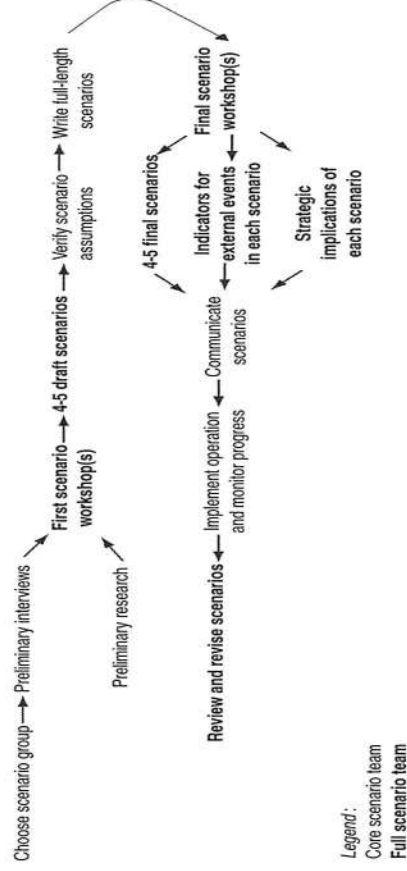 Choose scenario group
Preliminary interviews
Preliminary research
First scenario
workshop(s)
4-5 draft scenarios
Verify scenario
assumptions
Write full-length
scenarios
Final scenario
workshop(s)
4-5 final scenarios
Indicators for
external events
in each scenario
Strategic
implications of
each scenario
Communicate
scenarios
Implement operation
and monitor progress
Review and revise scenarios
Legend:
Core scenario team
Full scenario team